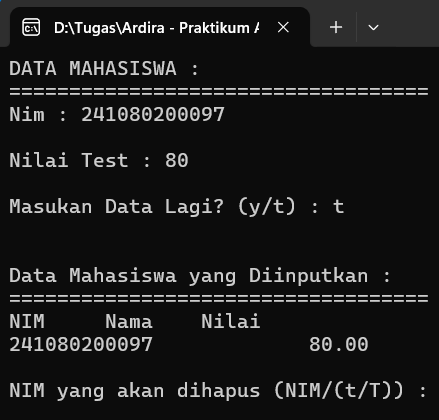 D:\Tugas\Ardira - Praktikum A
DATA MAHASISWA :
===================================
Nim : 241080200097
Nilai Test : 80
Masukan Data Lagi? (y/t) : t
Data Mahasiswa yang Diinputkan :
===================================
NIM Nama Nilai
241080200097 80.00
NIM yang akan dihapus (NIM/(t/T)) :